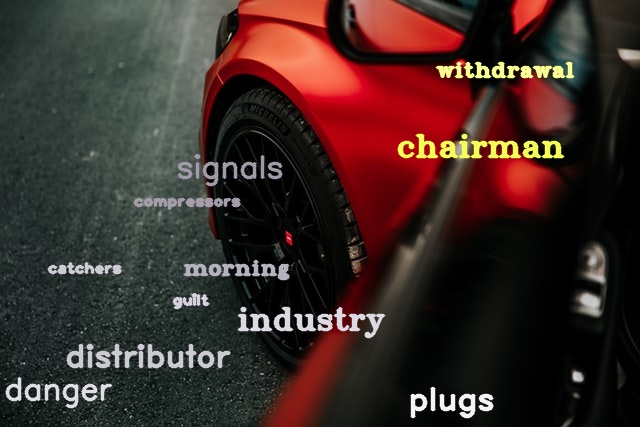 withdrawal
chairman
signals
compressors
catchers
morning
guilt
industry
distributor
danger
plugs